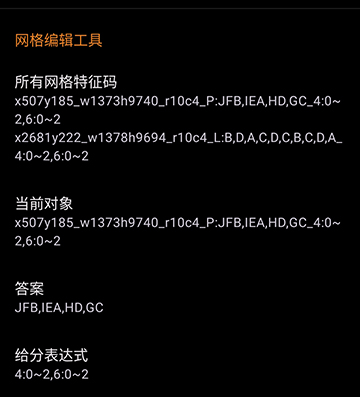 网格编辑工具
所有网格特征码
x507y185_w1373h9740_r10c4_P:JFB,IEA,HD,GC_4:0~
2,6:0~2
x2681y222_w1378h9694_r10c4_L:B,D,A,C,D,C,B,C,D,A_
4:0~2,6:0~2
当前对象
x507y185_w1373h9740_r10c4_P:JFB,IEA,HD,GC_4:0~
2,6:0~2
答案
JFB,IEA,HD,GC
给分表达式
4:0~2,6:0~2